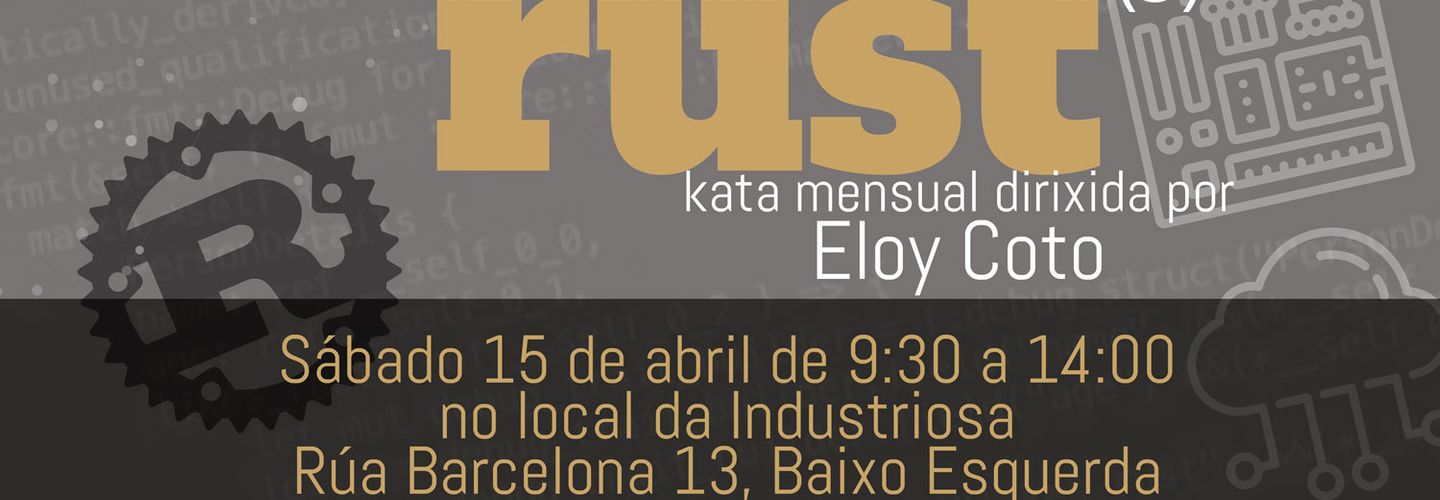 rust
kata mensual dirixida por
Eloy Coto
Sábado 15 de abril de 9:30 a 14:00
no local da Industriosa
Rúa Barcelona 13, Baixo Esquerda